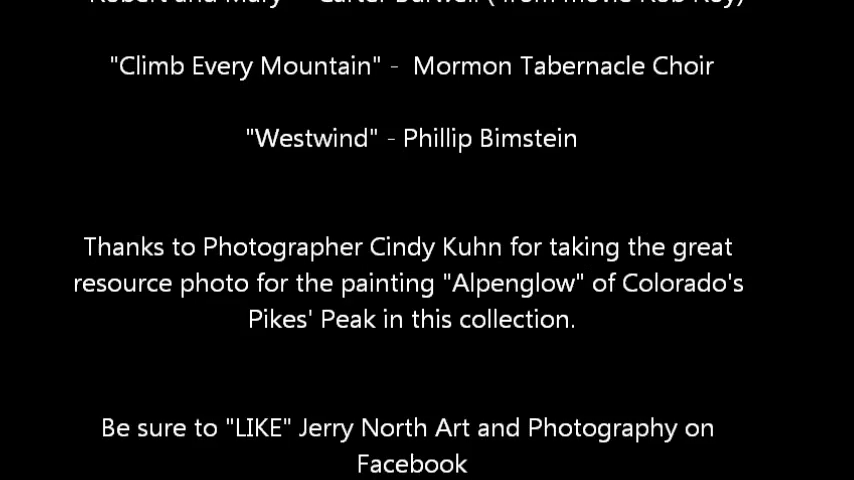 "Robert and Mary" - Carter Burwell ( from movie Rob Roy)
"Climb Every Mountain" -  Mormon Tabernacle Choir
"Westwind" - Phillip Bimstein
Thanks to Photographer Cindy Kuhn for taking the great
resource photo for the painting "Alpenglow" of Colorado's
Pikes' Peak in this collection.
Be sure to "LIKE" Jerry North Art and Photography on
Facebook